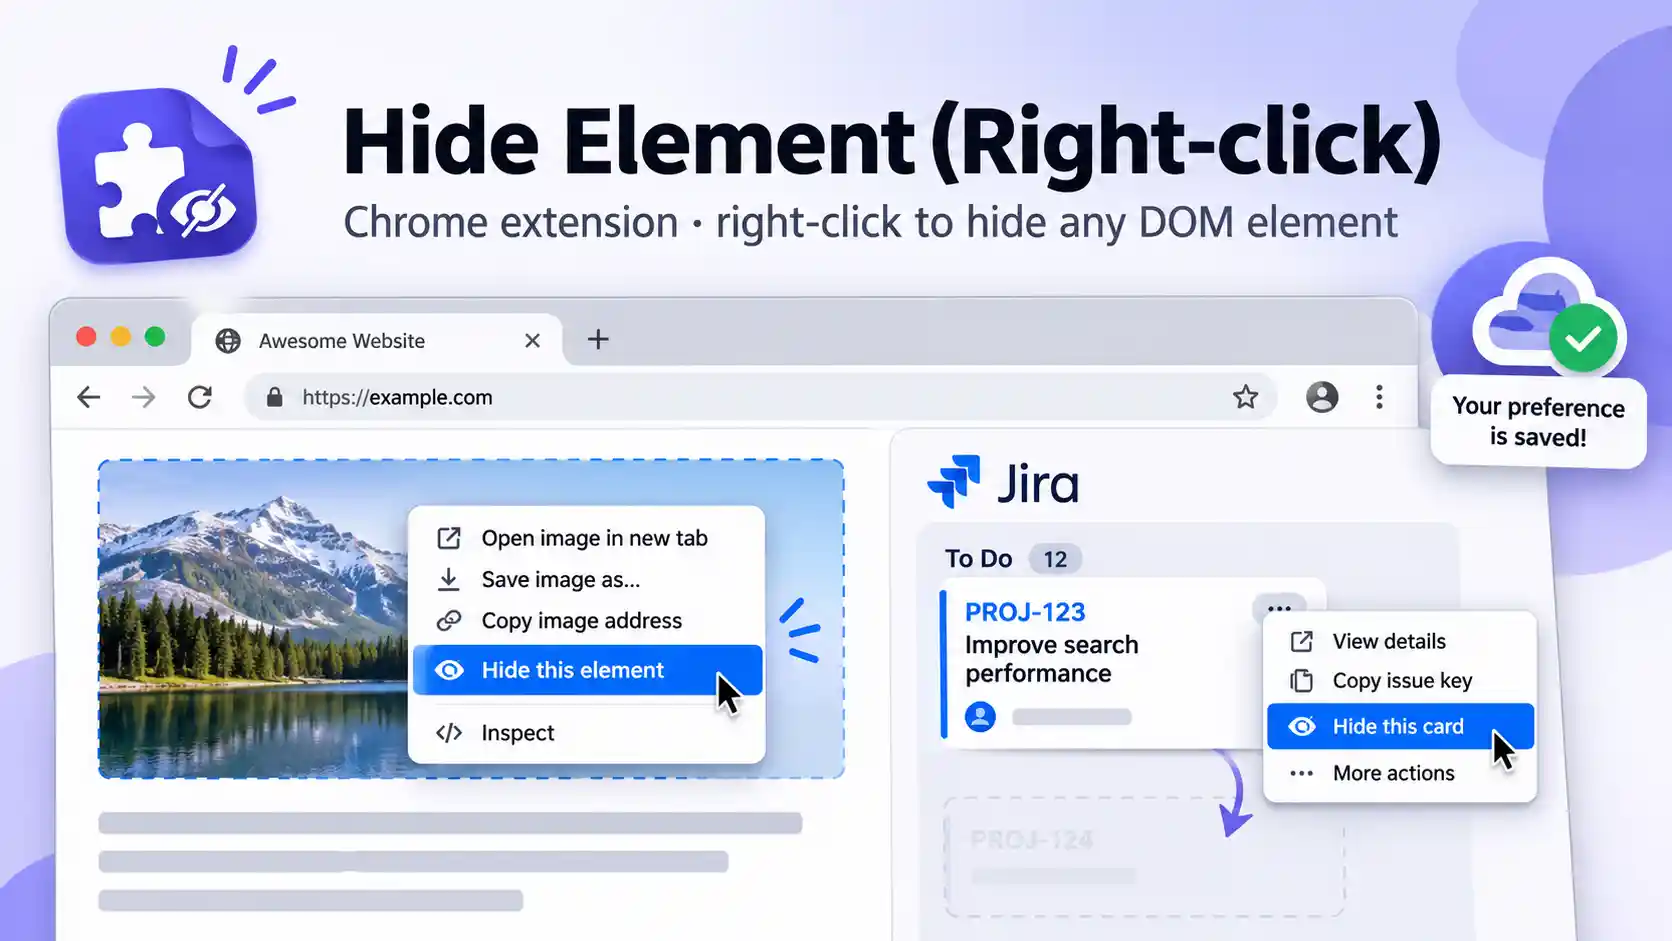 Hide Element (Right-click)
Chrome extension · right-click to hide any DOM element
Awesome Website
https://example.com
Your preference
is saved!
Open image in new tab
Save image as...
Copy image address
Hide this element
Inspect
Jira
To Do 12
PROJ-123
Improve search
performance
View details
Copy issue key
Hide this card
More actions
PROJ-124